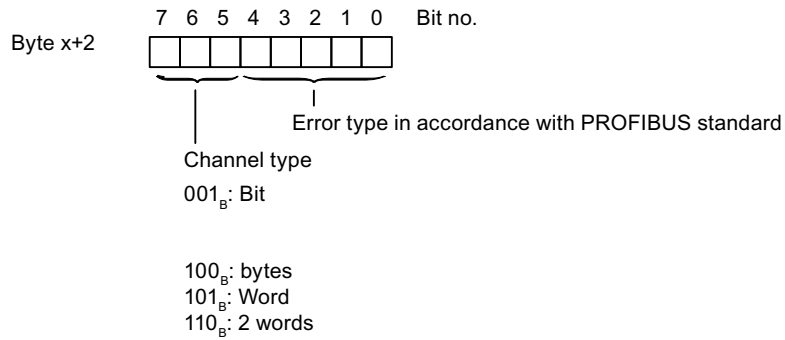 7 6 5 4 3 2 1 0 Bit no.
Byte x+2
Error type in accordance with PROFIBUS standard
Channel type
001B: Bit
100B: bytes
101B: Word
110B: 2 words